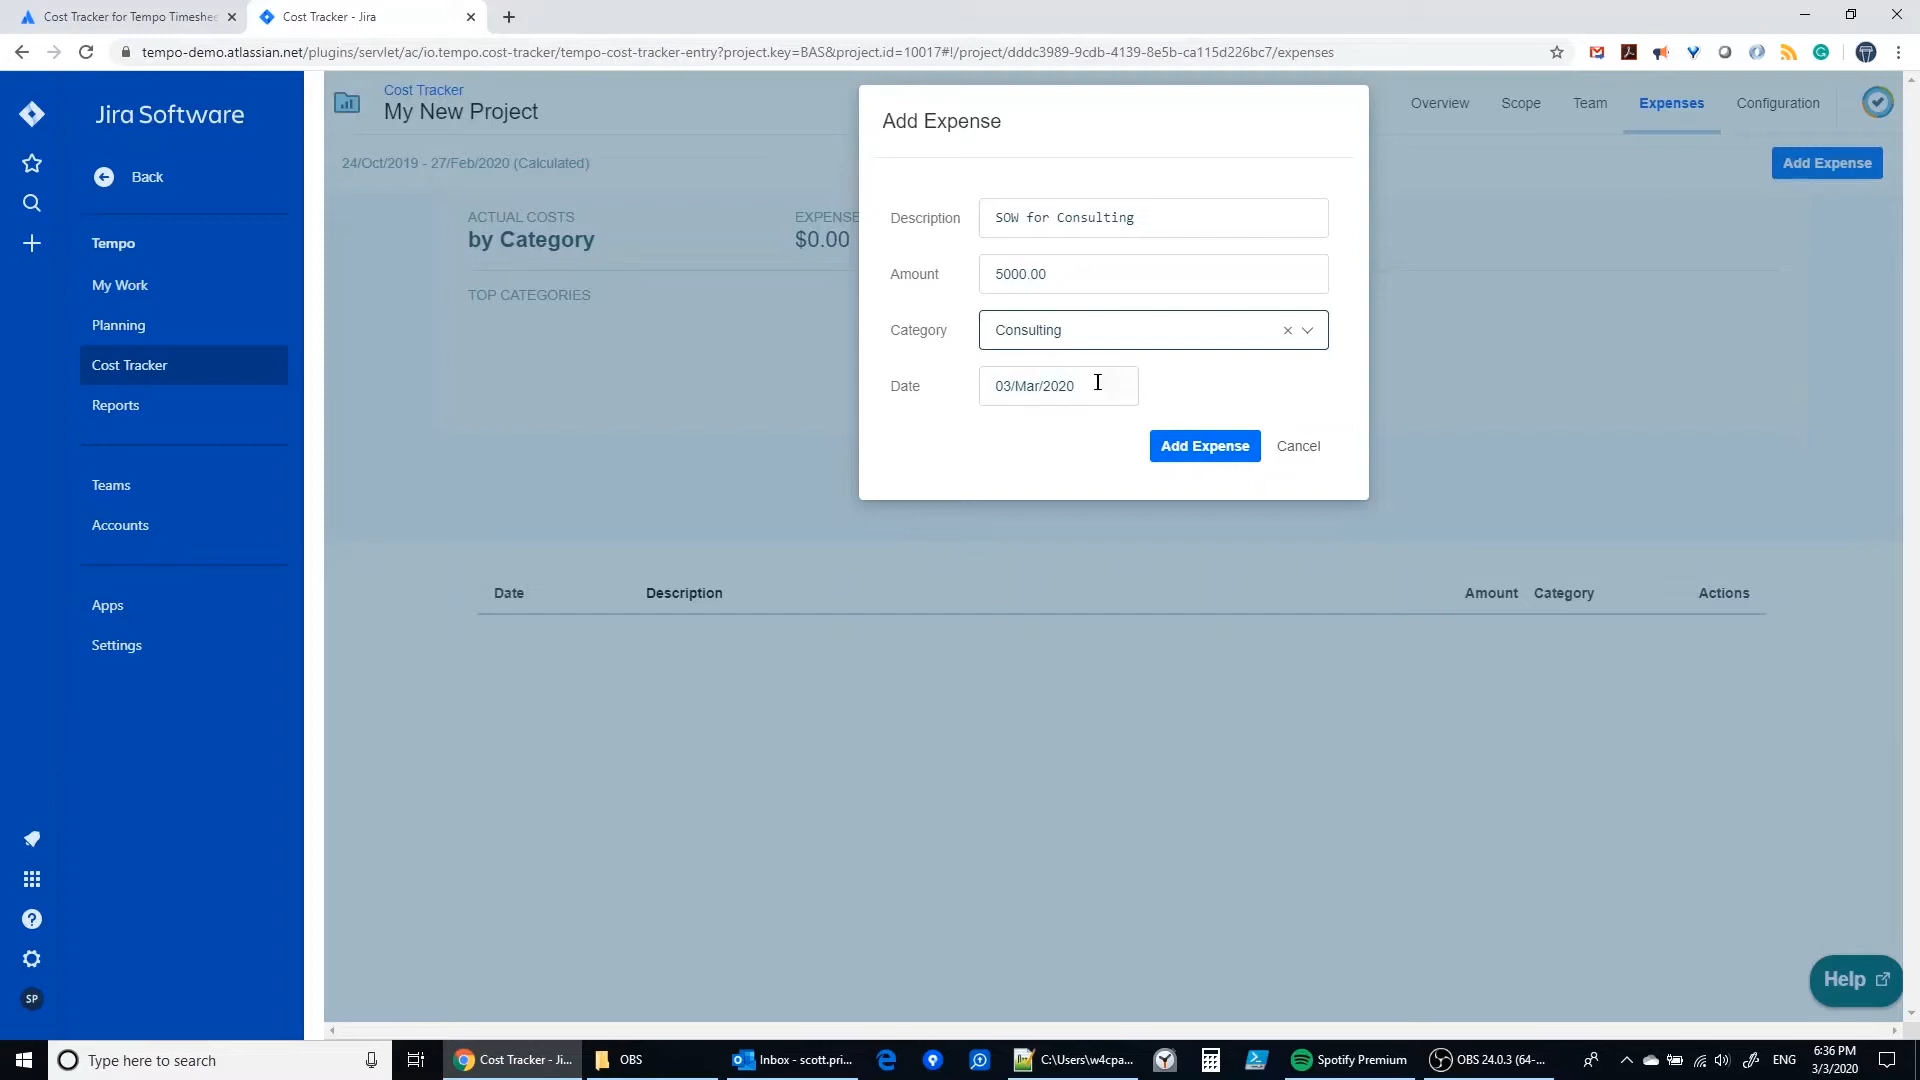 Cost Tracker for Tempo Timeshee
Cost Tracker - Jira
tempo-demo.atlassian.net/plugins/servlet/ac/io.tempo.cost-tracker/tempo-cost-tracker-entry?project.key=BAS&project.id=10017#!/project/dddc3989-9cdb-4139-8e5b-ca115d226bc7/expenses
Jira Software
Back
Tempo
My Work
Planning
Cost Tracker
Reports
Teams
Accounts
Apps
Settings
SP
Cost Tracker
My New Project
Overview Scope Team Expenses Configuration
24/Oct/2019 - 27/Feb/2020 (Calculated)
Add Expense
ACTUAL COSTS
by Category
EXPENSE
$0.00
TOP CATEGORIES
Add Expense
Description SOW for Consulting
Amount 5000.00
Category Consulting
Date 03/Mar/2020
Add Expense Cancel
Date Description Amount Category Actions
Help
Type here to search
Cost Tracker - Ji...
OBS
Inbox - scott.pri...
C:\Users\w4cpa...
Spotify Premium
OBS 24.0.3 (64-...
ENG
6:36 PM
3/3/2020